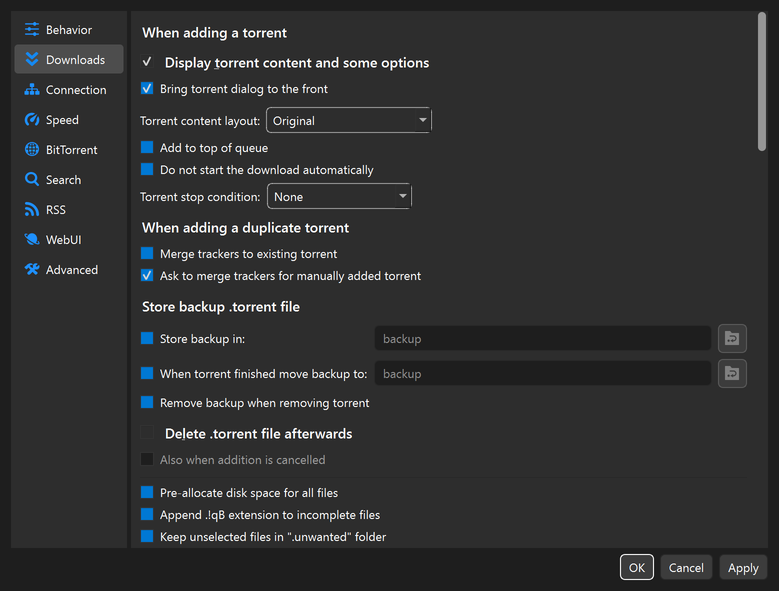 Behavior
Downloads
Connection
Speed
BitTorrent
Search
RSS
WebUI
Advanced
When adding a torrent
Display torrent content and some options
Bring torrent dialog to the front
Torrent content layout: Original
Add to top of queue
Do not start the download automatically
Torrent stop condition: None
When adding a duplicate torrent
Merge trackers to existing torrent
Ask to merge trackers for manually added torrent
Store backup .torrent file
Store backup in: backup
When torrent finished move backup to: backup
Remove backup when removing torrent
Delete .torrent file afterwards
Also when addition is cancelled
Pre-allocate disk space for all files
Append .!qB extension to incomplete files
Keep unselected files in ".unwanted" folder
OK Cancel Apply